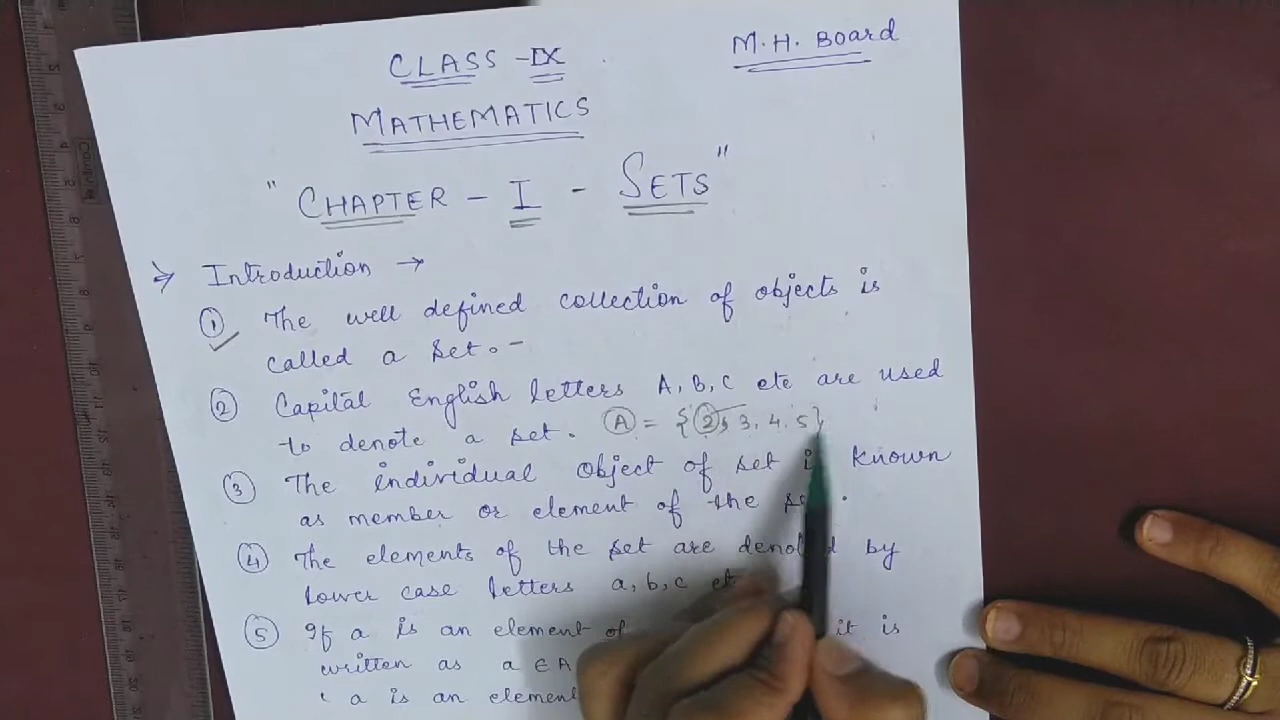 CLASS - IX
M. H. BOARD
MATHEMATICS
"CHAPTER - I - SETS"
Introduction →
① The well defined collection of objects is
called a set. -
② Capital English letters A, B, C etc are used
to denote a set. A = {2, 3, 4, 5}
③ The individual object of set is known
as member or element of the
④ The elements of the set are denoted by
lower case letters a, b, c
⑤ If a is an element of it is
written as a ∈ A
a is an element